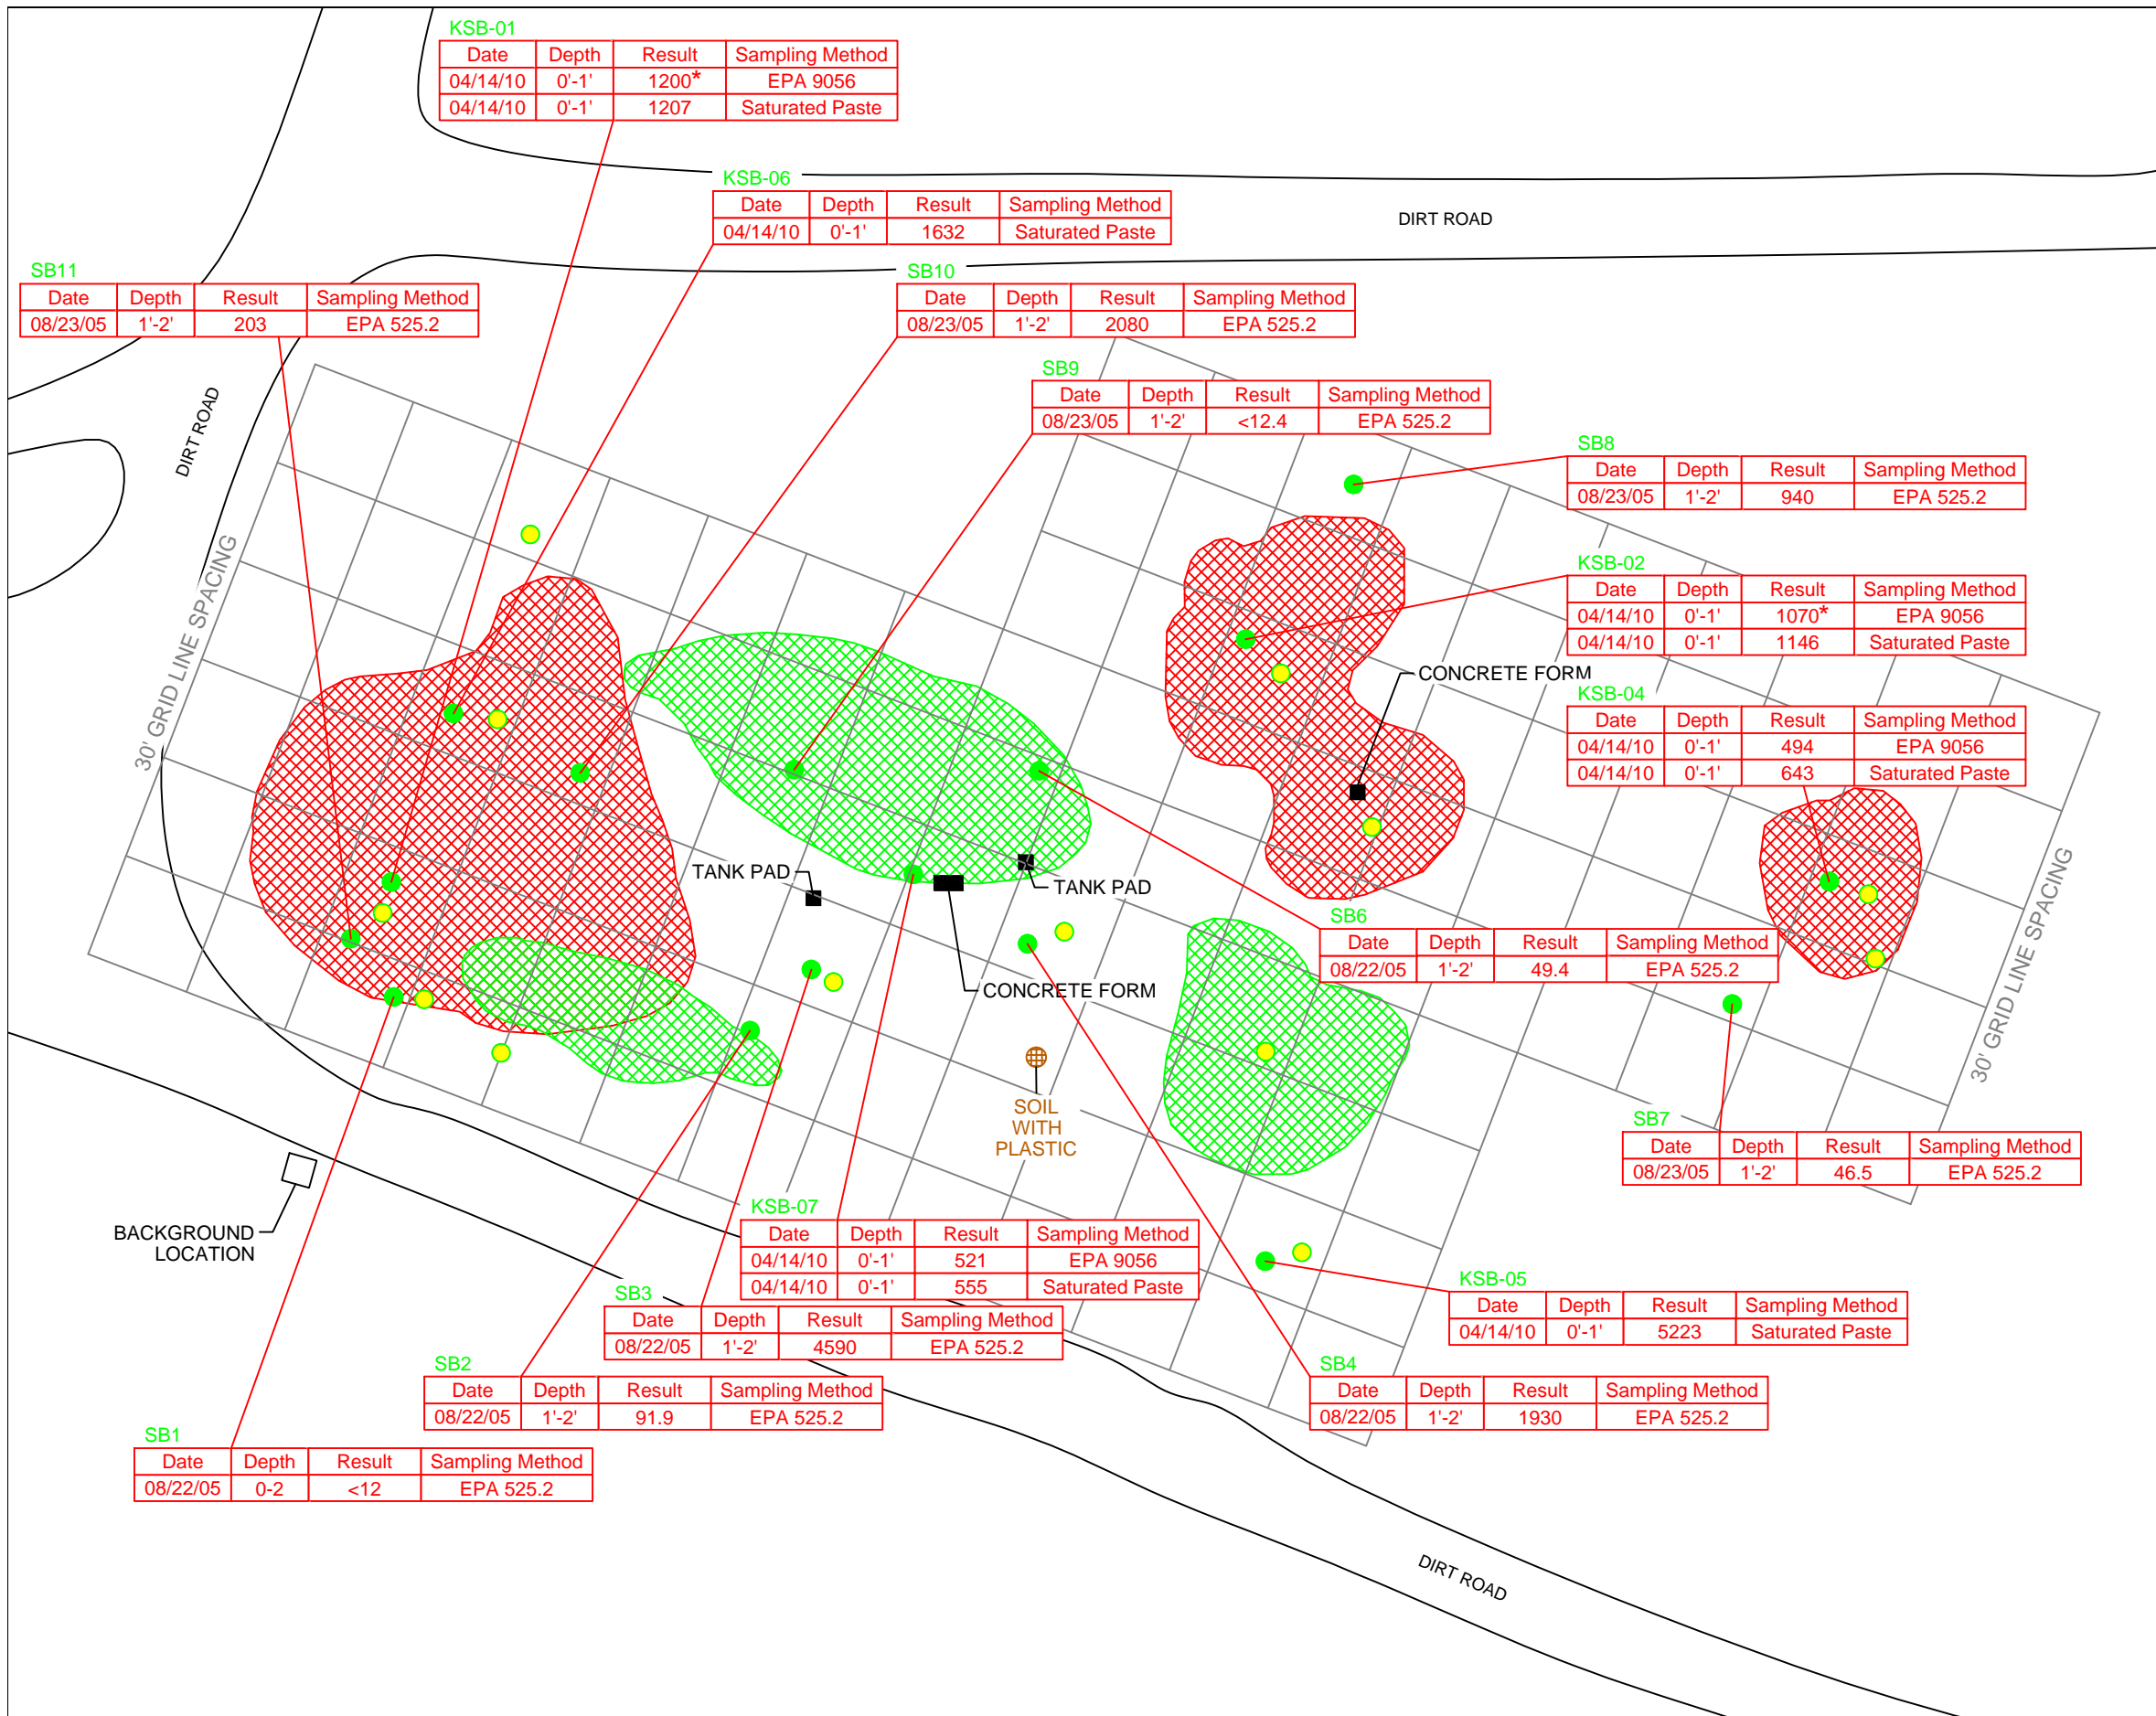 KSB-01
Date Depth Result Sampling Method
04/14/10 0'-1' 1200* EPA 9056
04/14/10 0'-1' 1207 Saturated Paste
KSB-06
Date Depth Result Sampling Method
04/14/10 0'-1' 1632 Saturated Paste
DIRT ROAD
SB11
Date Depth Result Sampling Method
08/23/05 1'-2' 203 EPA 525.2
SB10
Date Depth Result Sampling Method
08/23/05 1'-2' 2080 EPA 525.2
SB9
Date Depth Result Sampling Method
08/23/05 1'-2' <12.4 EPA 525.2
DIRT ROAD
SB8
Date Depth Result Sampling Method
08/23/05 1'-2' 940 EPA 525.2
30' GRID LINE SPACING
KSB-02
Date Depth Result Sampling Method
04/14/10 0'-1' 1070* EPA 9056
04/14/10 0'-1' 1146 Saturated Paste
CONCRETE FORM
KSB-04
Date Depth Result Sampling Method
04/14/10 0'-1' 494 EPA 9056
04/14/10 0'-1' 643 Saturated Paste
TANK PAD
TANK PAD
SB6
Date Depth Result Sampling Method
08/22/05 1'-2' 49.4 EPA 525.2
30' GRID LINE SPACING
CONCRETE FORM
SOIL
WITH
PLASTIC
SB7
Date Depth Result Sampling Method
08/23/05 1'-2' 46.5 EPA 525.2
BACKGROUND
LOCATION
KSB-07
Date Depth Result Sampling Method
04/14/10 0'-1' 521 EPA 9056
04/14/10 0'-1' 555 Saturated Paste
KSB-05
Date Depth Result Sampling Method
04/14/10 0'-1' 5223 Saturated Paste
SB3
Date Depth Result Sampling Method
08/22/05 1'-2' 4590 EPA 525.2
SB2
Date Depth Result Sampling Method
08/22/05 1'-2' 91.9 EPA 525.2
SB4
Date Depth Result Sampling Method
08/22/05 1'-2' 1930 EPA 525.2
SB1
Date Depth Result Sampling Method
08/22/05 0-2 <12 EPA 525.2
DIRT ROAD